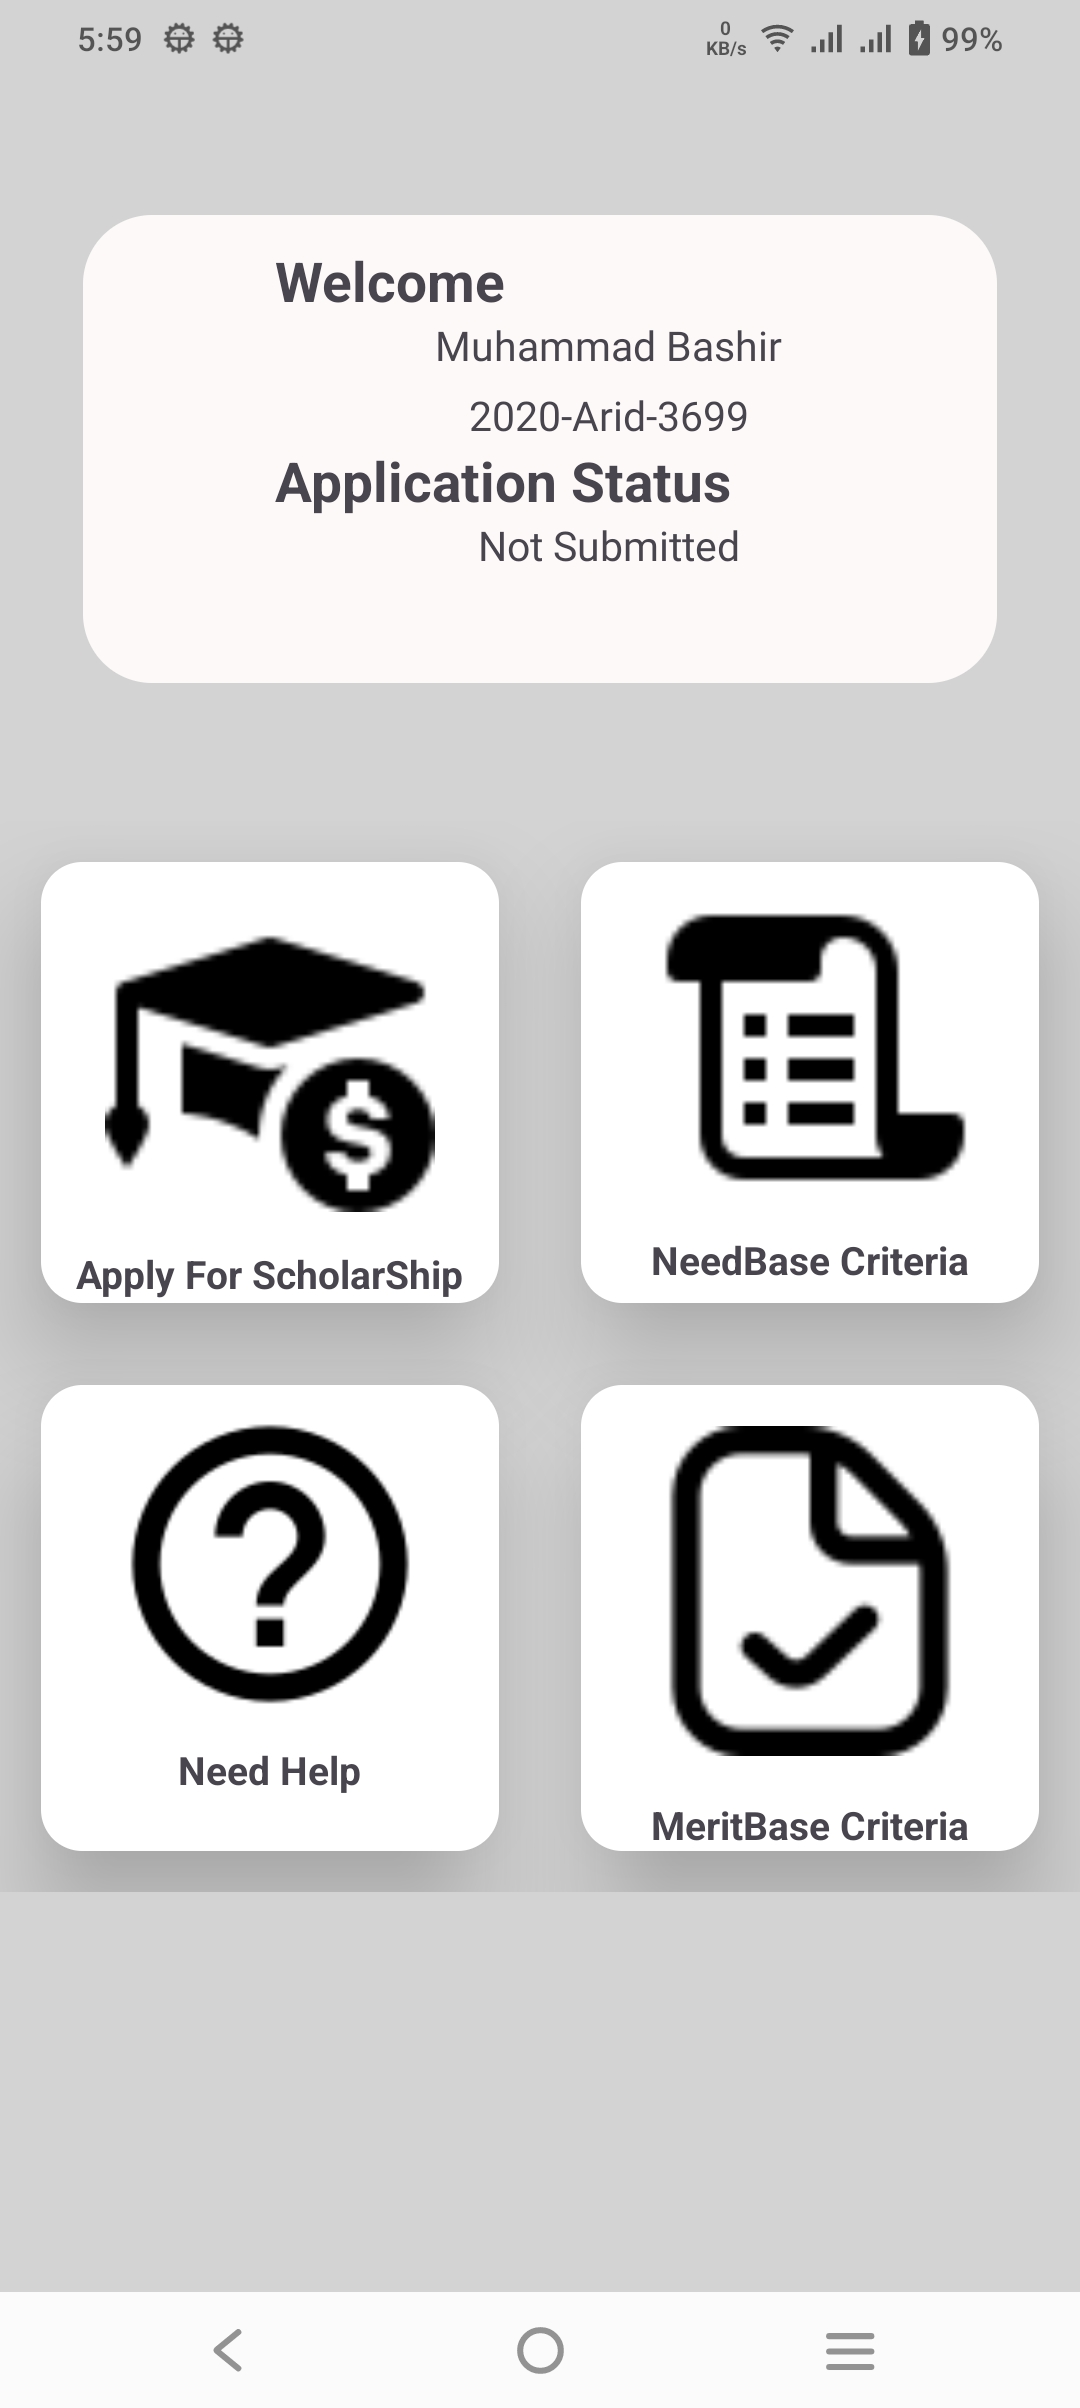 5:59
0
KB/s
99%
Welcome
Muhammad Bashir
2020-Arid-3699
Application Status
Not Submitted
Apply For ScholarShip
NeedBase Criteria
Need Help
MeritBase Criteria